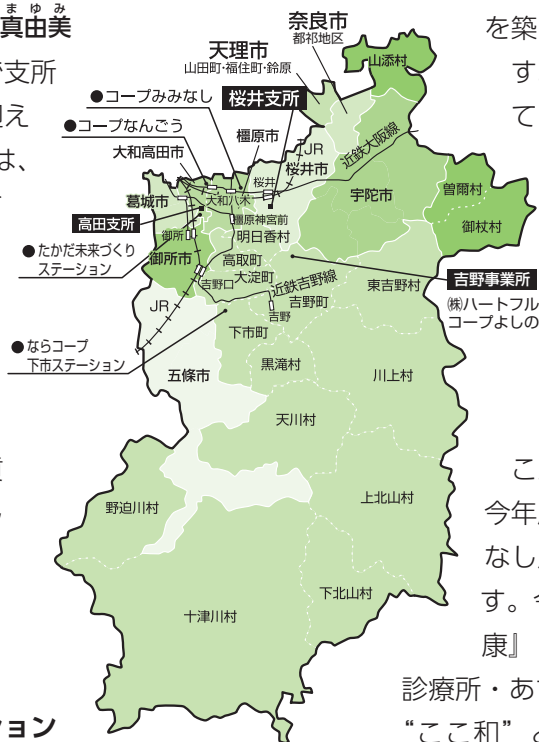 まゆみ
真由美
支所
は、
ション
奈良市
都祁地区
天理市
山田町・福住町・鈴原
山添村
●コープみみなし
桜井支所
●コープなんごう
橿原市
大和高田市
JR
桜井市
近鉄大阪線
葛城市
大和八木
桜井
宇陀市
曽爾村
御杖村
高田支所
橿原神宮前
明日香村
御所
●たかだ未来づくり
ステーション
御所市
高取町
大淀町
吉野口
近鉄吉野線
吉野町
吉野
東吉野村
吉野事業所
㈱ハートフル
コープよしの
JR
下市町
●ならコープ
下市ステーション
五條市
黒滝村
川上村
天川村
野迫川村
上北山村
下北山村
十津川村
を築
す
て
こ
今年
なし
す。
康』
診療所・あ
“ここ和”